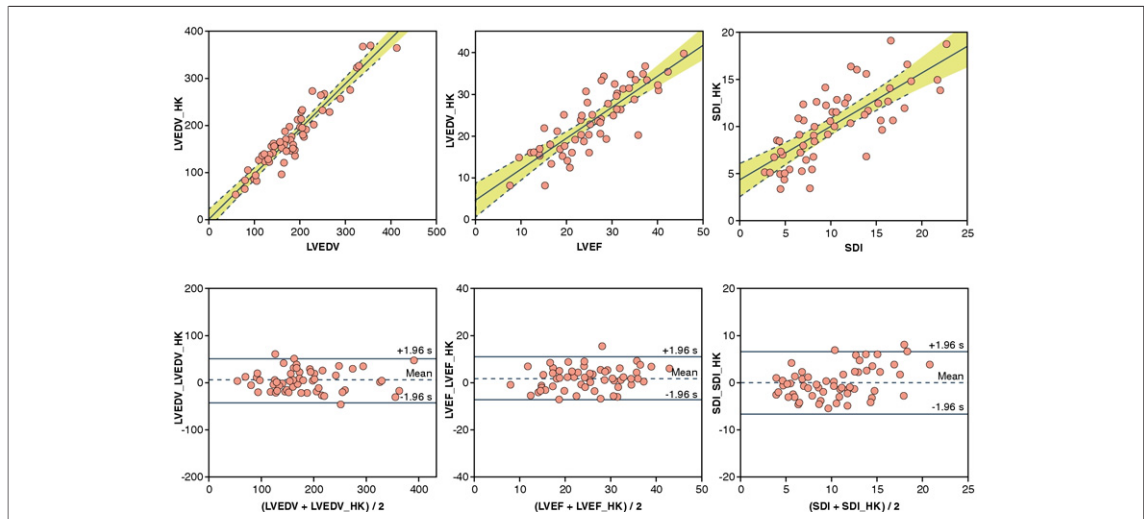 400
300
200
100
0
LVEDV_HK
0 100 200 300 400 500
LVEDV
40
30
20
10
0
LVEF_HK
0 10 20 30 40 50
LVEF
20
15
10
5
0
SDI_HK
0 5 10 15 20 25
SDI
200
100
0
-100
-200
LVEDV_LVEDV_HK
+1.96 s
Mean
-1.96 s
0 100 200 300 400
(LVEDV + LVEDV_HK) / 2
40
20
0
-20
-40
LVEF_LVEF_HK
+1.96 s
Mean
-1.96 s
0 10 20 30 40 50
(LVEF + LVEF_HK) / 2
20
10
0
-10
-20
SDI_SDI_HK
+1.96 s
Mean
-1.96 s
0 5 10 15 20 25
(SDI + SDI_HK) / 2